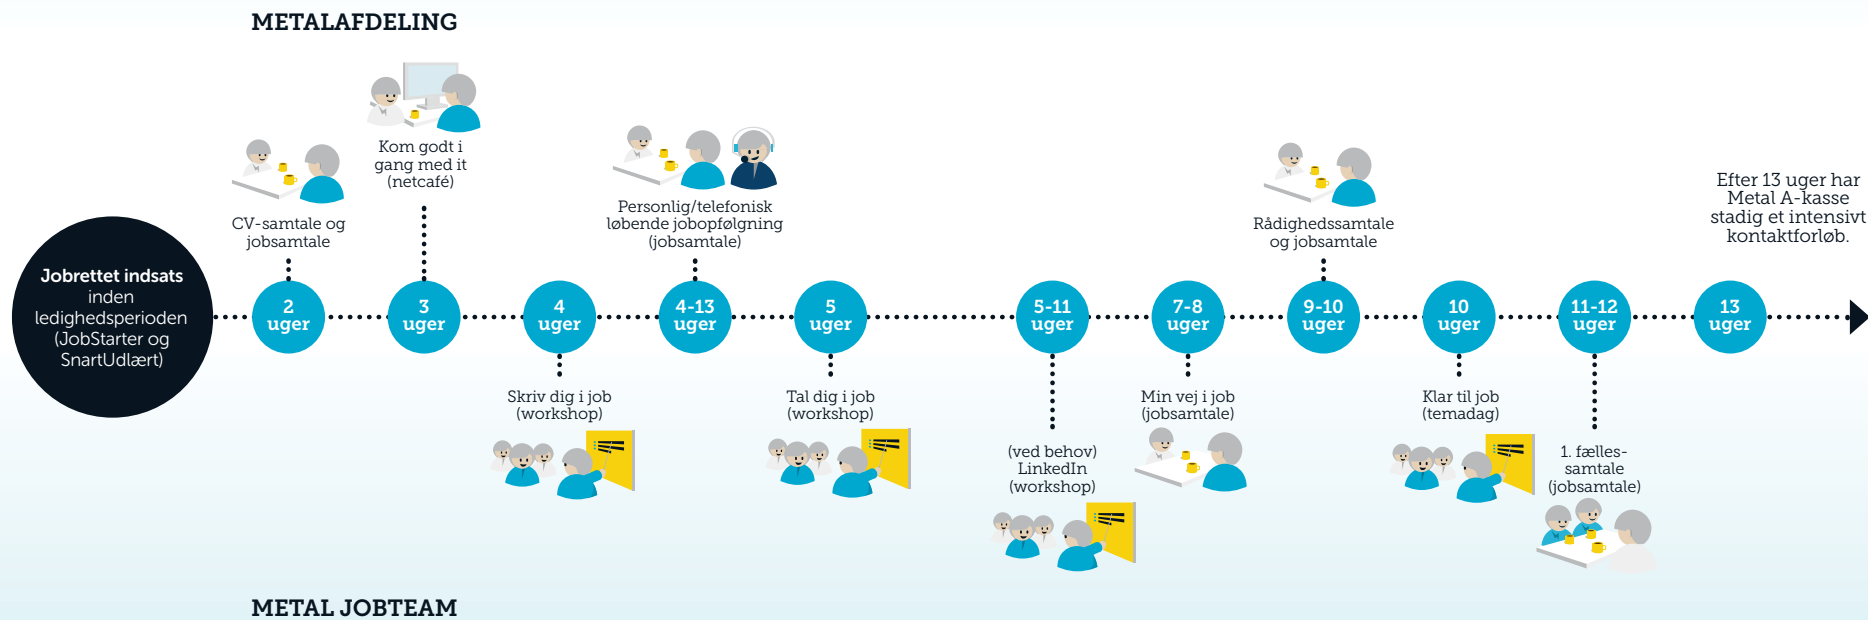 METALAFDELING
Kom godt i
gang med it
(netcafé)
CV-samtale og
jobsamtale
Personlig/telefonisk
løbende jobopfølgning
(jobsamtale)
Rådighedssamtale
og jobsamtale
Efter 13 uger har
Metal A-kasse
stadig et intensivt
kontaktforløb.
Jobrettet indsats
inden
ledighedsperioden
(JobStarter og
SnartUdlært)
2
uger
3
uger
4
uger
4-13
uger
5
uger
5-11
uger
7-8
uger
9-10
uger
10
uger
11-12
uger
13
uger
Skriv dig i job
(workshop)
Tal dig i job
(workshop)
(ved behov)
LinkedIn
(workshop)
Min vej i job
(jobsamtale)
Klar til job
(temadag)
1. fælles-
samtale
(jobsamtale)
METAL JOBTEAM